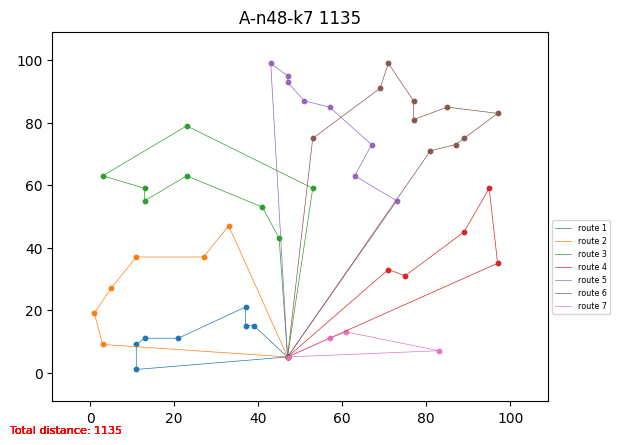 A-n48-k7 1135
100
80
60
40
20
0
0 20 40 60 80 100
route 1
route 2
route 3
route 4
route 5
route 6
route 7
Total distance: 1135